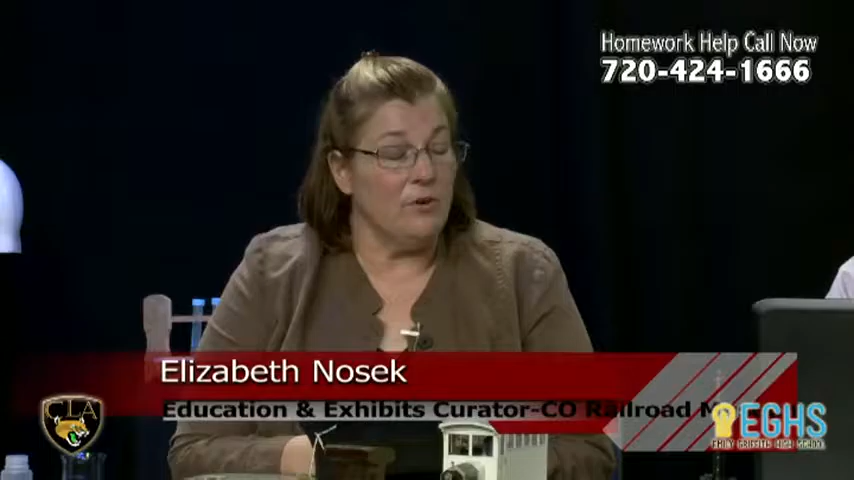 Homework Help Call Now
720-424-1666
Elizabeth Nosek
Education & Exhibits Curator-CO Railroad
CLA
EGHS
EMILY GRIFFITH HIGH SCHOOL